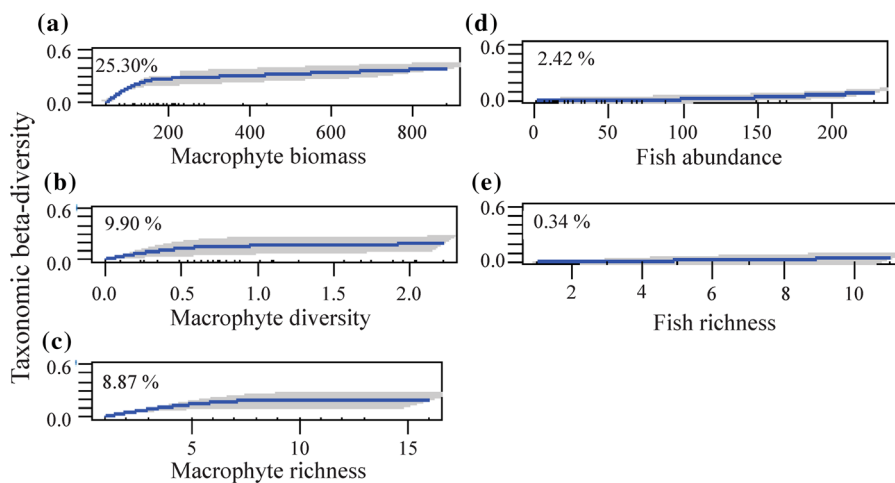 Taxonomic beta-diversity
(a)
0.6
0.0
25.30%
200 400 600 800
Macrophyte biomass
(b)
0.6
0.0
9.90 %
0.0 0.5 1.0 1.5 2.0
Macrophyte diversity
(c)
0.6
0.0
8.87 %
5 10 15
Macrophyte richness
(d)
0.6
0.0
2.42 %
0 50 100 150 200
Fish abundance
(e)
0.6
0.0
0.34 %
2 4 6 8 10
Fish richness